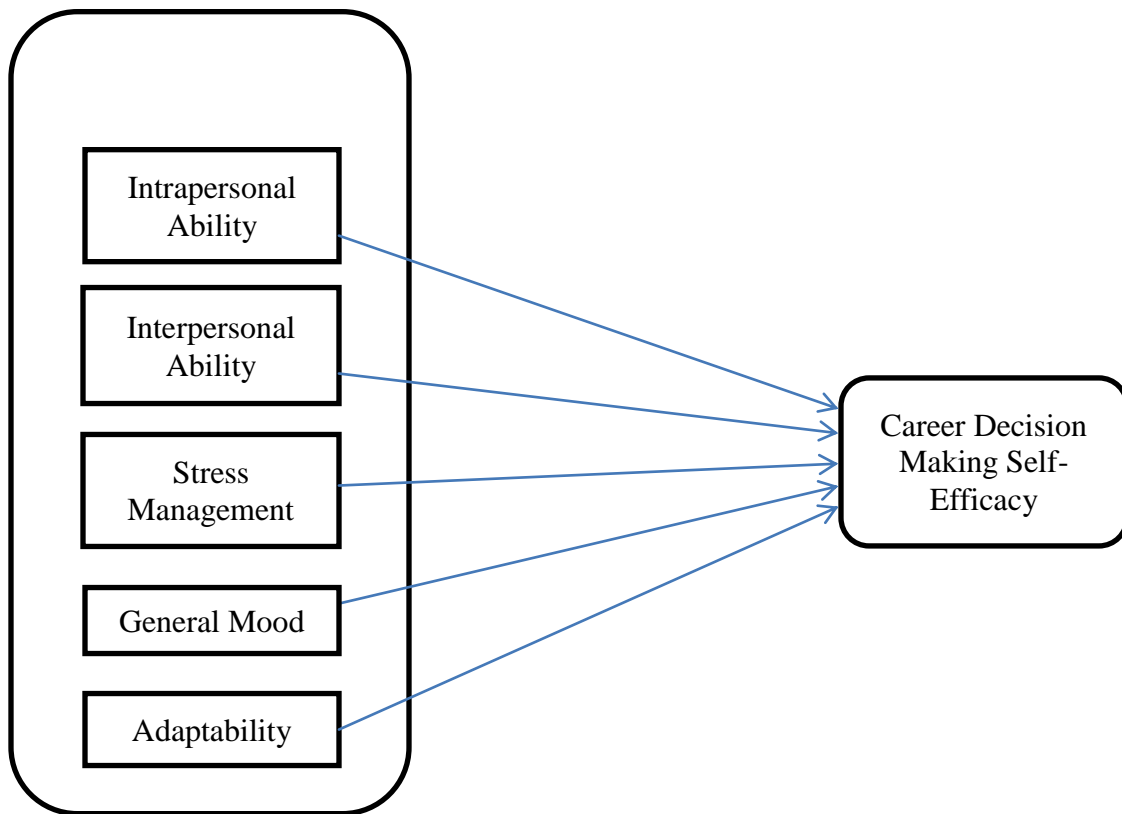 Intrapersonal
Ability
Interpersonal
Ability
Stress
Management
General Mood
Adaptability
Career Decision
Making Self-
Efficacy